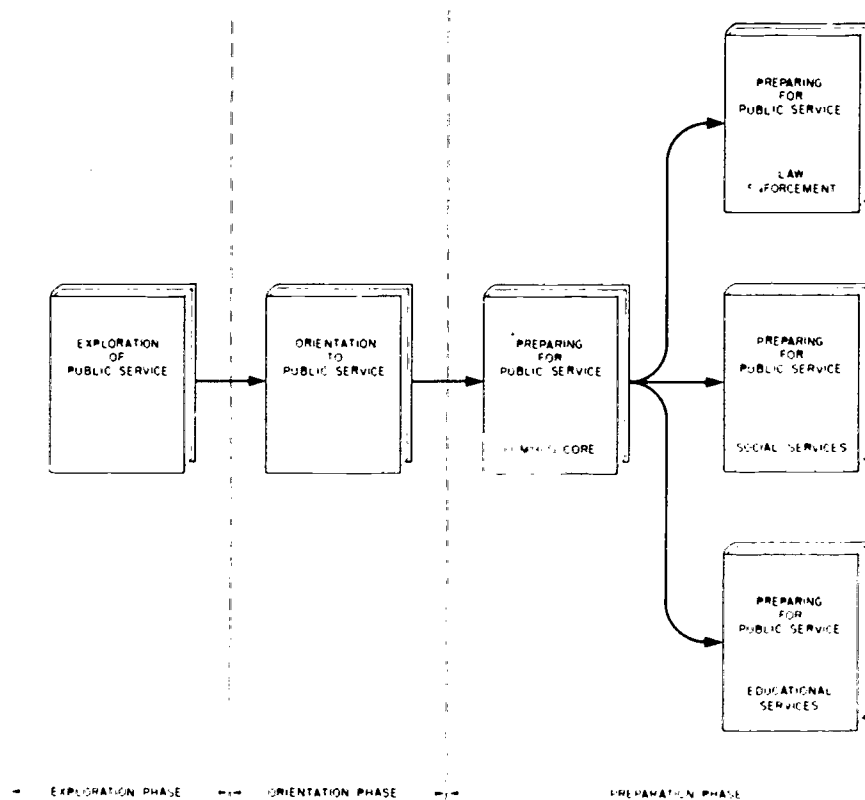 PREPARING
FOR
PUBLIC SERVICE
LAW
ENFORCEMENT
EXPLORATION
OF
PUBLIC SERVICE
ORIENTATION
TO
PUBLIC SERVICE
PREPARING
FOR
PUBLIC SERVICE
CORE
PREPARING
FOR
PUBLIC SERVICE
SOCIAL SERVICES
PREPARING
FOR
PUBLIC SERVICE
EDUCATIONAL
SERVICES
EXPLORATION PHASE
ORIENTATION PHASE
PREPARATION PHASE